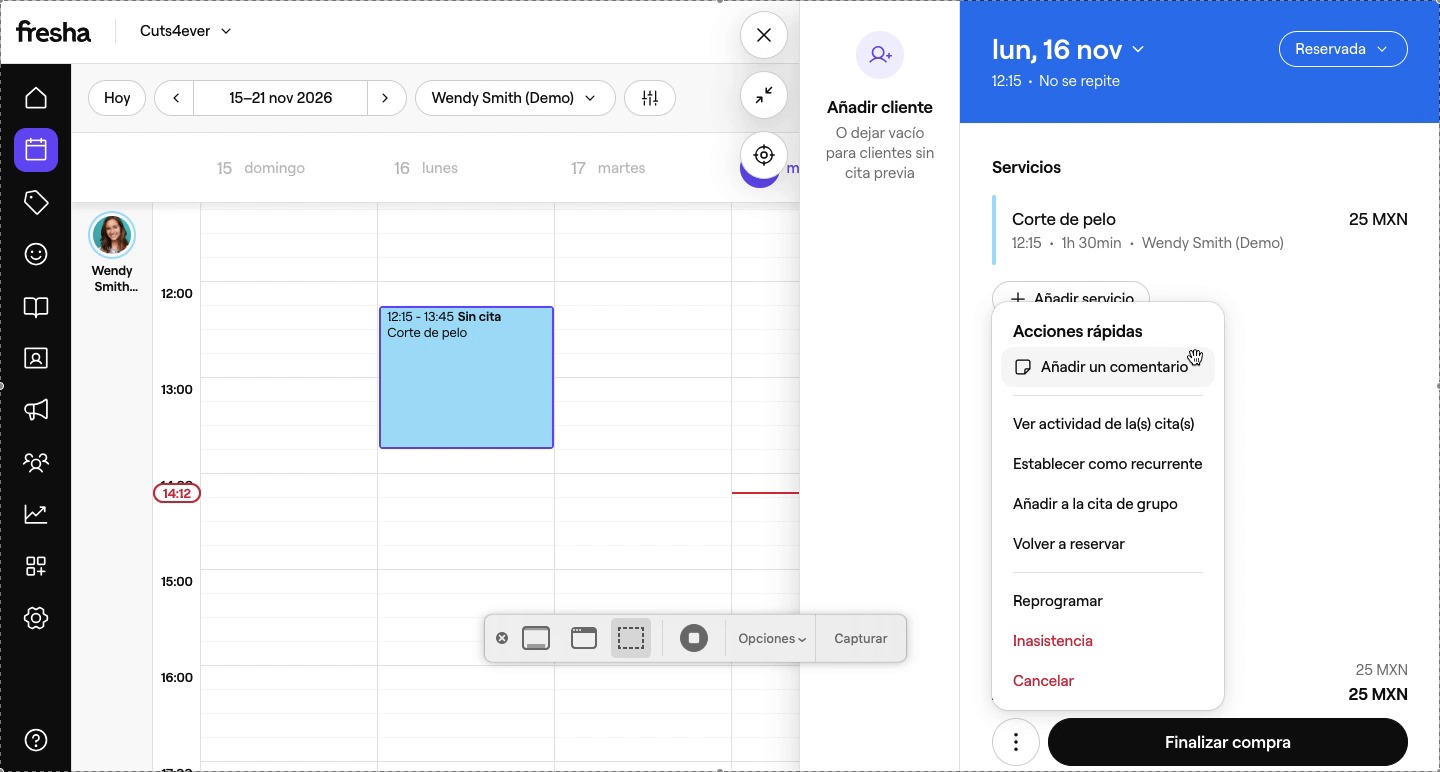 fresha
Cuts4ever
Hoy
15–21 nov 2026
Wendy Smith (Demo)
15 domingo
16 lunes
17 martes
m
Wendy
Smith...
12:00
13:00
14:12
15:00
16:00
12:15 - 13:45 Sin cita
Corte de pelo
Opciones
Capturar
Añadir cliente
O dejar vacío
para clientes sin
cita previa
lun, 16 nov
Reservada
12:15 • No se repite
Servicios
Corte de pelo
25 MXN
12:15 • 1h 30min • Wendy Smith (Demo)
Añadir servicio
Acciones rápidas
Añadir un comentario
Ver actividad de la(s) cita(s)
Establecer como recurrente
Añadir a la cita de grupo
Volver a reservar
Reprogramar
Inasistencia
Cancelar
25 MXN
25 MXN
Finalizar compra